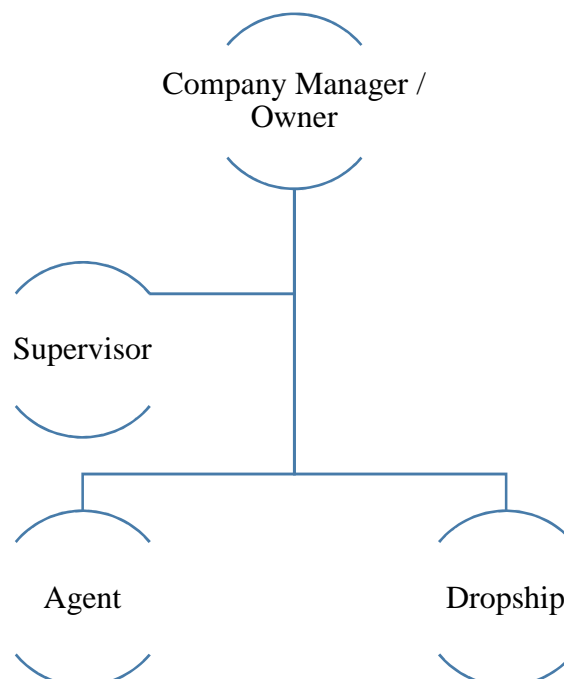 Company Manager /
Owner
Supervisor
Agent
Dropship